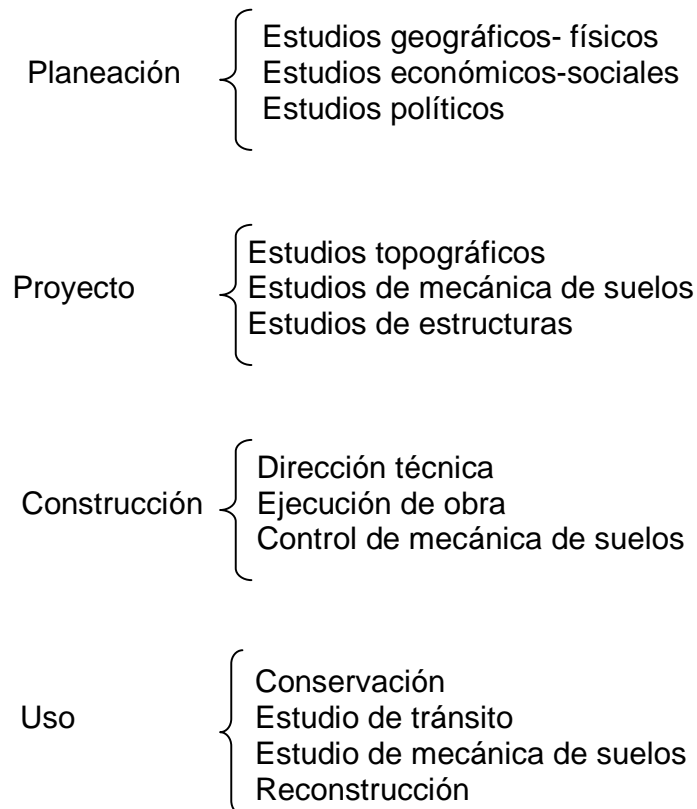 Estudios geográficos- físicos
Planeación
Estudios económicos-sociales
Estudios políticos
Estudios topográficos
Proyecto
Estudios de mecánica de suelos
Estudios de estructuras
Dirección técnica
Construcción
Ejecución de obra
Control de mecánica de suelos
Conservación
Uso
Estudio de tránsito
Estudio de mecánica de suelos
Reconstrucción